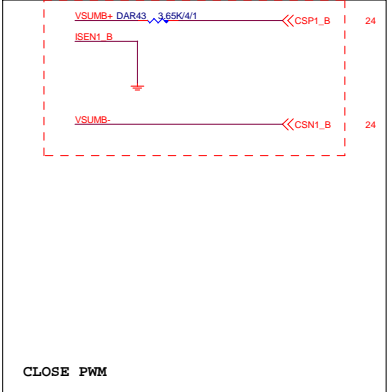 VSUMB+ DAR43 3.65K/4/1 CSP1_B 24
ISEN1_B
VSUMB- CSN1_B 24
CLOSE PWM